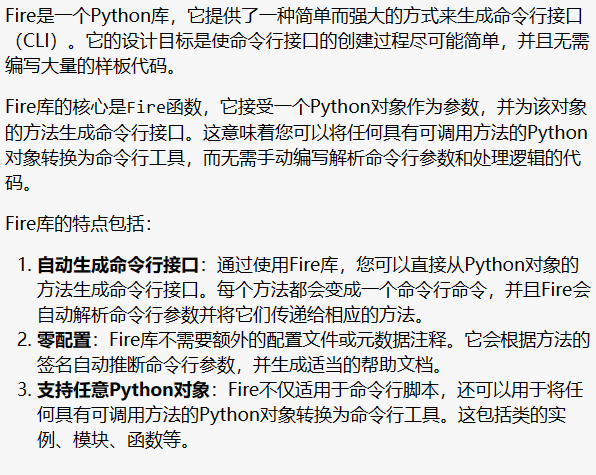 Fire是一个Python库，它提供了一种简单而强大的方式来生成命令行接口
（CLI）。它的设计目标是使命令行接口的创建过程尽可能简单，并且无需
编写大量的样板代码。
Fire库的核心是Fire函数，它接受一个Python对象作为参数，并为该对象
的方法生成命令行接口。这意味着您可以将任何具有可调用方法的Python
对象转换为命令行工具，而无需手动编写解析命令行参数和处理逻辑的代
码。
Fire库的特点包括：
1. 自动生成命令行接口：通过使用Fire库，您可以直接从Python对象的
方法生成命令行接口。每个方法都会变成一个命令行命令，并且Fire会
自动解析命令行参数并将它们传递给相应的方法。
2. 零配置：Fire库不需要额外的配置文件或元数据注释。它会根据方法的
签名自动推断命令行参数，并生成适当的帮助文档。
3. 支持任意Python对象：Fire不仅适用于命令行脚本，还可以用于将任
何具有可调用方法的Python对象转换为命令行工具。这包括类的实
例、模块、函数等。